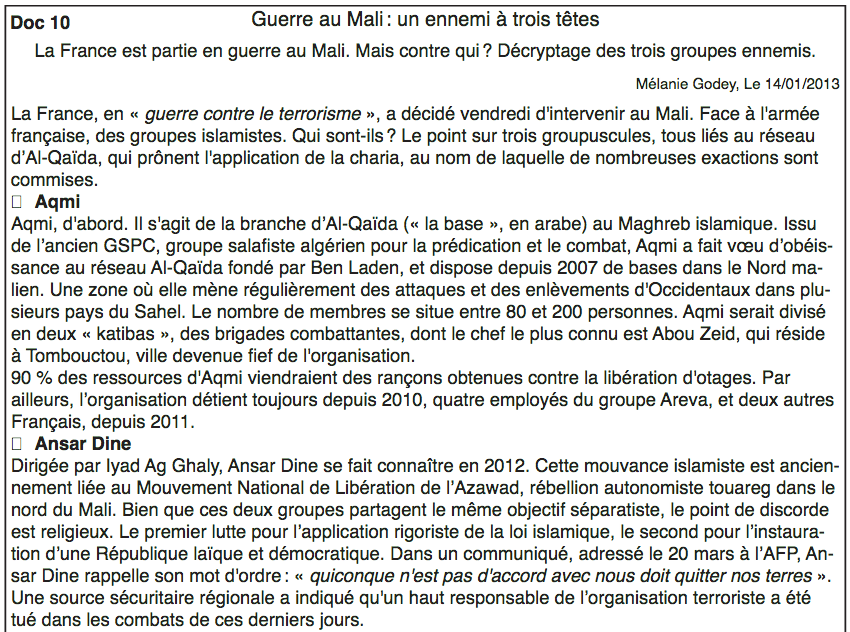 Doc 10
Guerre au Mali : un ennemi à trois têtes
La France est partie en guerre au Mali. Mais contre qui ? Décryptage des trois groupes ennemis.
Mélanie Godey, Le 14/01/2013
La France, en « guerre contre le terrorisme », a décidé vendredi d'intervenir au Mali. Face à l'armée
française, des groupes islamistes. Qui sont-ils ? Le point sur trois groupuscules, tous liés au réseau
d’Al-Qaïda, qui prônent l'application de la charia, au nom de laquelle de nombreuses exactions sont
commises.
Aqmi
Aqmi, d'abord. Il s'agit de la branche d’Al-Qaïda (« la base », en arabe) au Maghreb islamique. Issu
de l’ancien GSPC, groupe salafiste algérien pour la prédication et le combat, Aqmi a fait vœu d’obéis-
sance au réseau Al-Qaïda fondé par Ben Laden, et dispose depuis 2007 de bases dans le Nord ma-
lien. Une zone où elle mène régulièrement des attaques et des enlèvements d'Occidentaux dans plu-
sieurs pays du Sahel. Le nombre de membres se situe entre 80 et 200 personnes. Aqmi serait divisé
en deux « katibas », des brigades combattantes, dont le chef le plus connu est Abou Zeid, qui réside
à Tombouctou, ville devenue fief de l'organisation.
90 % des ressources d'Aqmi viendraient des rançons obtenues contre la libération d'otages. Par
ailleurs, l’organisation détient toujours depuis 2010, quatre employés du groupe Areva, et deux autres
Français, depuis 2011.
Ansar Dine
Dirigée par Iyad Ag Ghaly, Ansar Dine se fait connaître en 2012. Cette mouvance islamiste est ancien-
nement liée au Mouvement National de Libération de l’Azawad, rébellion autonomiste touareg dans le
nord du Mali. Bien que ces deux groupes partagent le même objectif séparatiste, le point de discorde
est religieux. Le premier lutte pour l’application rigoriste de la loi islamique, le second pour l’instaura-
tion d’une République laïque et démocratique. Dans un communiqué, adressé le 20 mars à l’AFP, An-
sar Dine rappelle son mot d'ordre : « quiconque n'est pas d'accord avec nous doit quitter nos terres ».
Une source sécuritaire régionale a indiqué qu'un haut responsable de l’organisation terroriste a été
tué dans les combats de ces derniers jours.